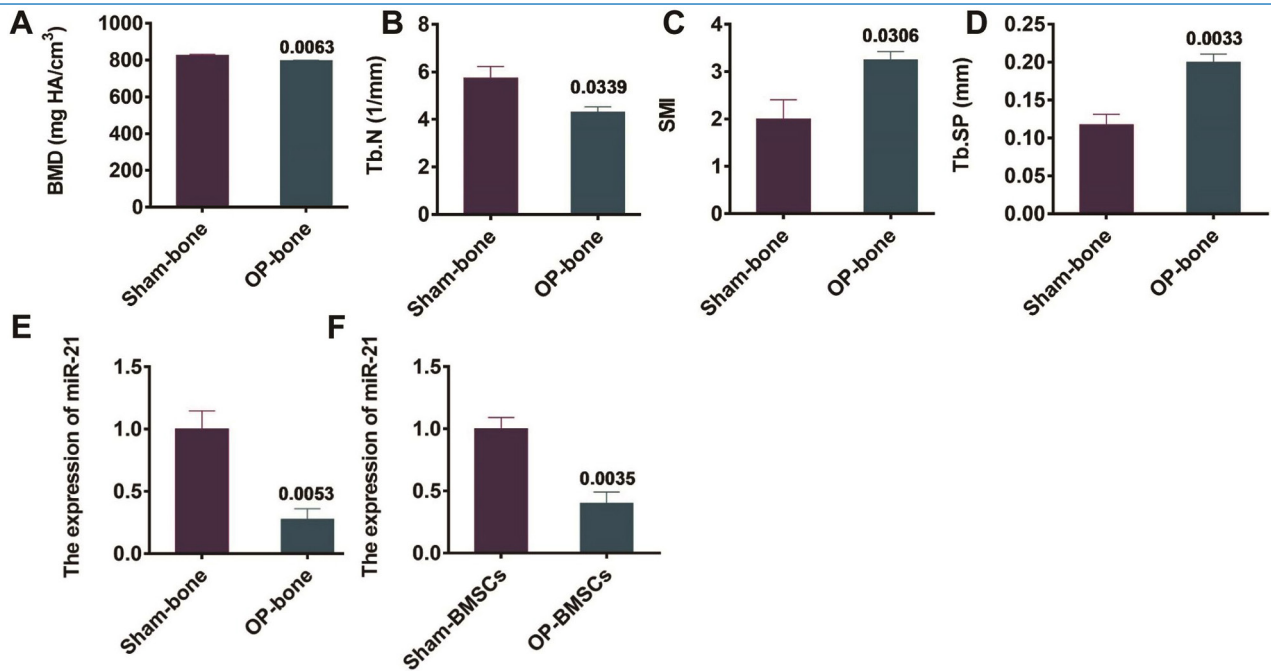 A
BMD (mg HA/cm³)
1000
800
600
400
200
0
0.0063
Sham-bone
OP-bone
B
Tb.N (1/mm)
8
6
4
2
0
0.0339
Sham-bone
OP-bone
C
SMI
4
3
2
1
0
0.0306
Sham-bone
OP-bone
D
Tb.SP (mm)
0.25
0.20
0.15
0.10
0.05
0.00
0.0033
Sham-bone
OP-bone
E
The expression of miR-21
1.5
1.0
0.5
0.0
0.0053
Sham-bone
OP-bone
F
The expression of miR-21
1.5
1.0
0.5
0.0
0.0035
Sham-BMSCs
OP-BMSCs